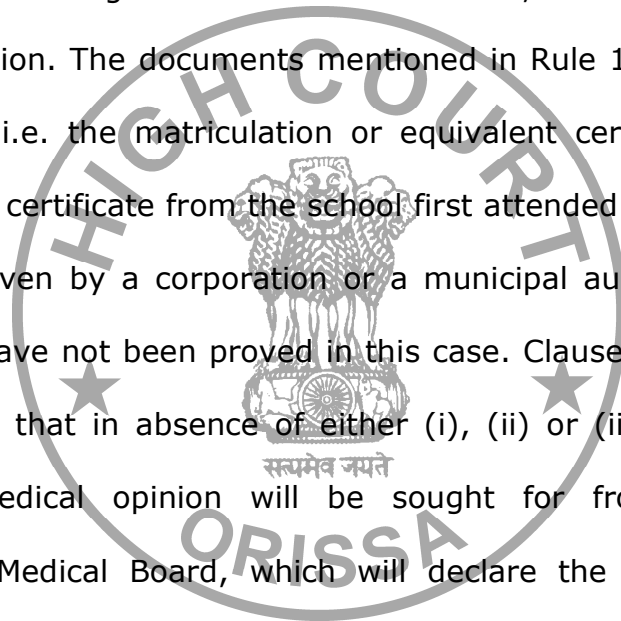 ion. The documents mentioned in Rule 1
i.e. the matriculation or equivalent cer
certificate from the school first attended
ven by a corporation or a municipal au
ave not been proved in this case. Clause
that in absence of either (i), (ii) or (ii
edical opinion will be sought for fro
Medical Board, which will declare the
HIGH COURT
सत्यमेव जयते
ORISSA